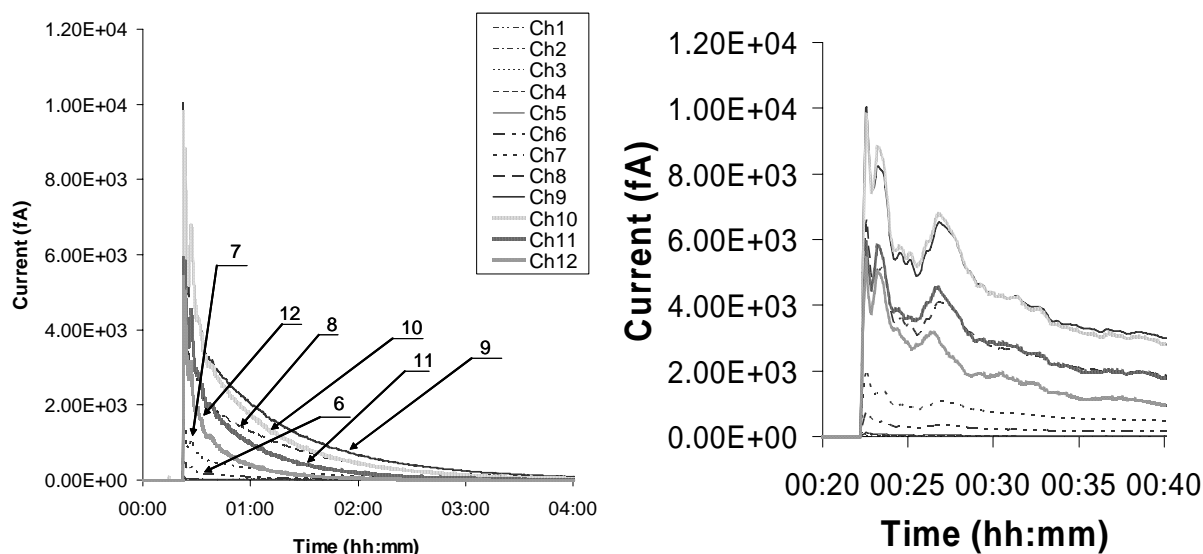 1.20E+04
1.00E+04
8.00E+03
6.00E+03
4.00E+03
2.00E+03
0.00E+00
Current (fA)
00:00 01:00 02:00 03:00 04:00
Time (hh:mm)
7
12
8
10
6
11
9
Ch1
Ch2
Ch3
Ch4
Ch5
Ch6
Ch7
Ch8
Ch9
Ch10
Ch11
Ch12
1.20E+04
1.00E+04
8.00E+03
6.00E+03
4.00E+03
2.00E+03
0.00E+00
Current (fA)
00:20 00:25 00:30 00:35 00:40
Time (hh:mm)